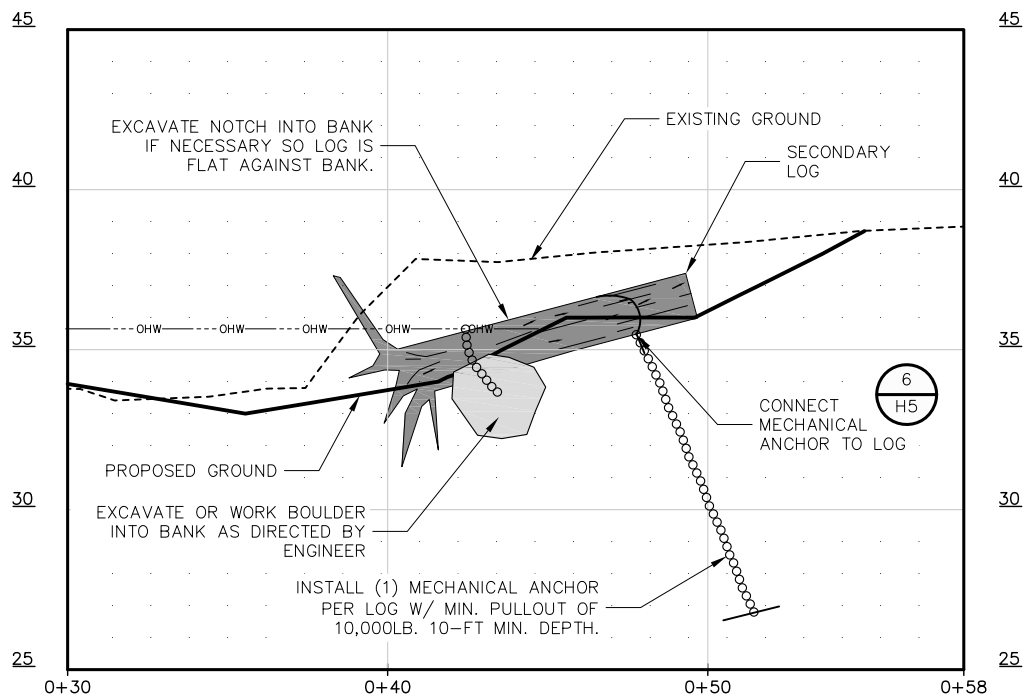 45
45
EXISTING GROUND
EXCAVATE NOTCH INTO BANK
IF NECESSARY SO LOG IS
FLAT AGAINST BANK.
SECONDARY
LOG
40
40
35
35
OHW
OHW
OHW
OHW
OHW
6
H5
CONNECT
MECHANICAL
ANCHOR TO LOG
PROPOSED GROUND
30
30
EXCAVATE OR WORK BOULDER
INTO BANK AS DIRECTED BY
ENGINEER
INSTALL (1) MECHANICAL ANCHOR
PER LOG W/ MIN. PULLOUT OF
10,000LB. 10-FT MIN. DEPTH.
25
25
0+30
0+40
0+50
0+58